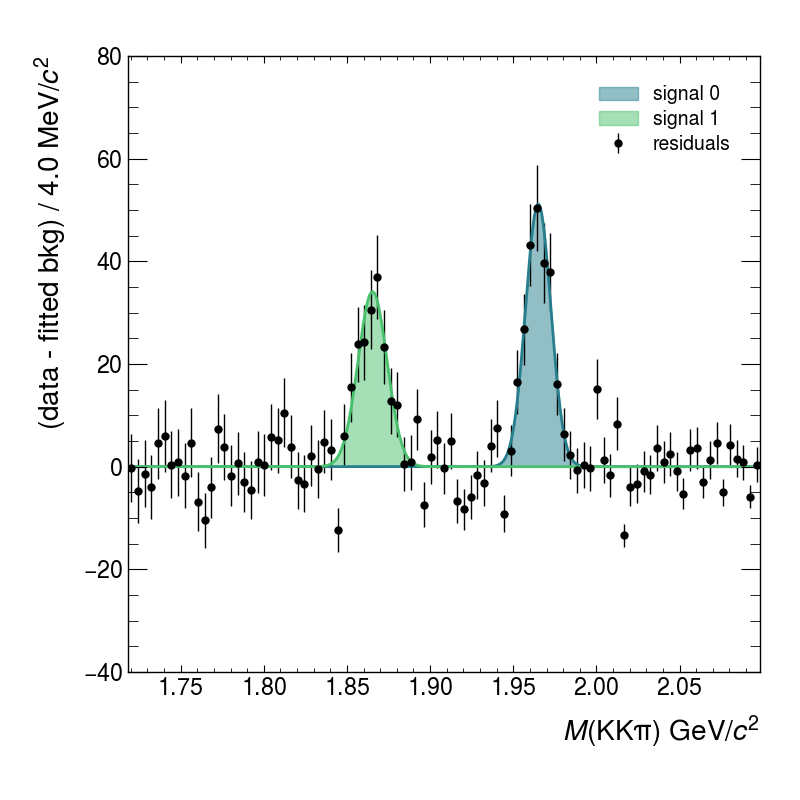 (data - fitted bkg) / 4.0 MeV/c²
80
60
40
20
0
−20
−40
signal 0
signal 1
residuals
1.75 1.80 1.85 1.90 1.95 2.00 2.05
M(KKπ) GeV/c²